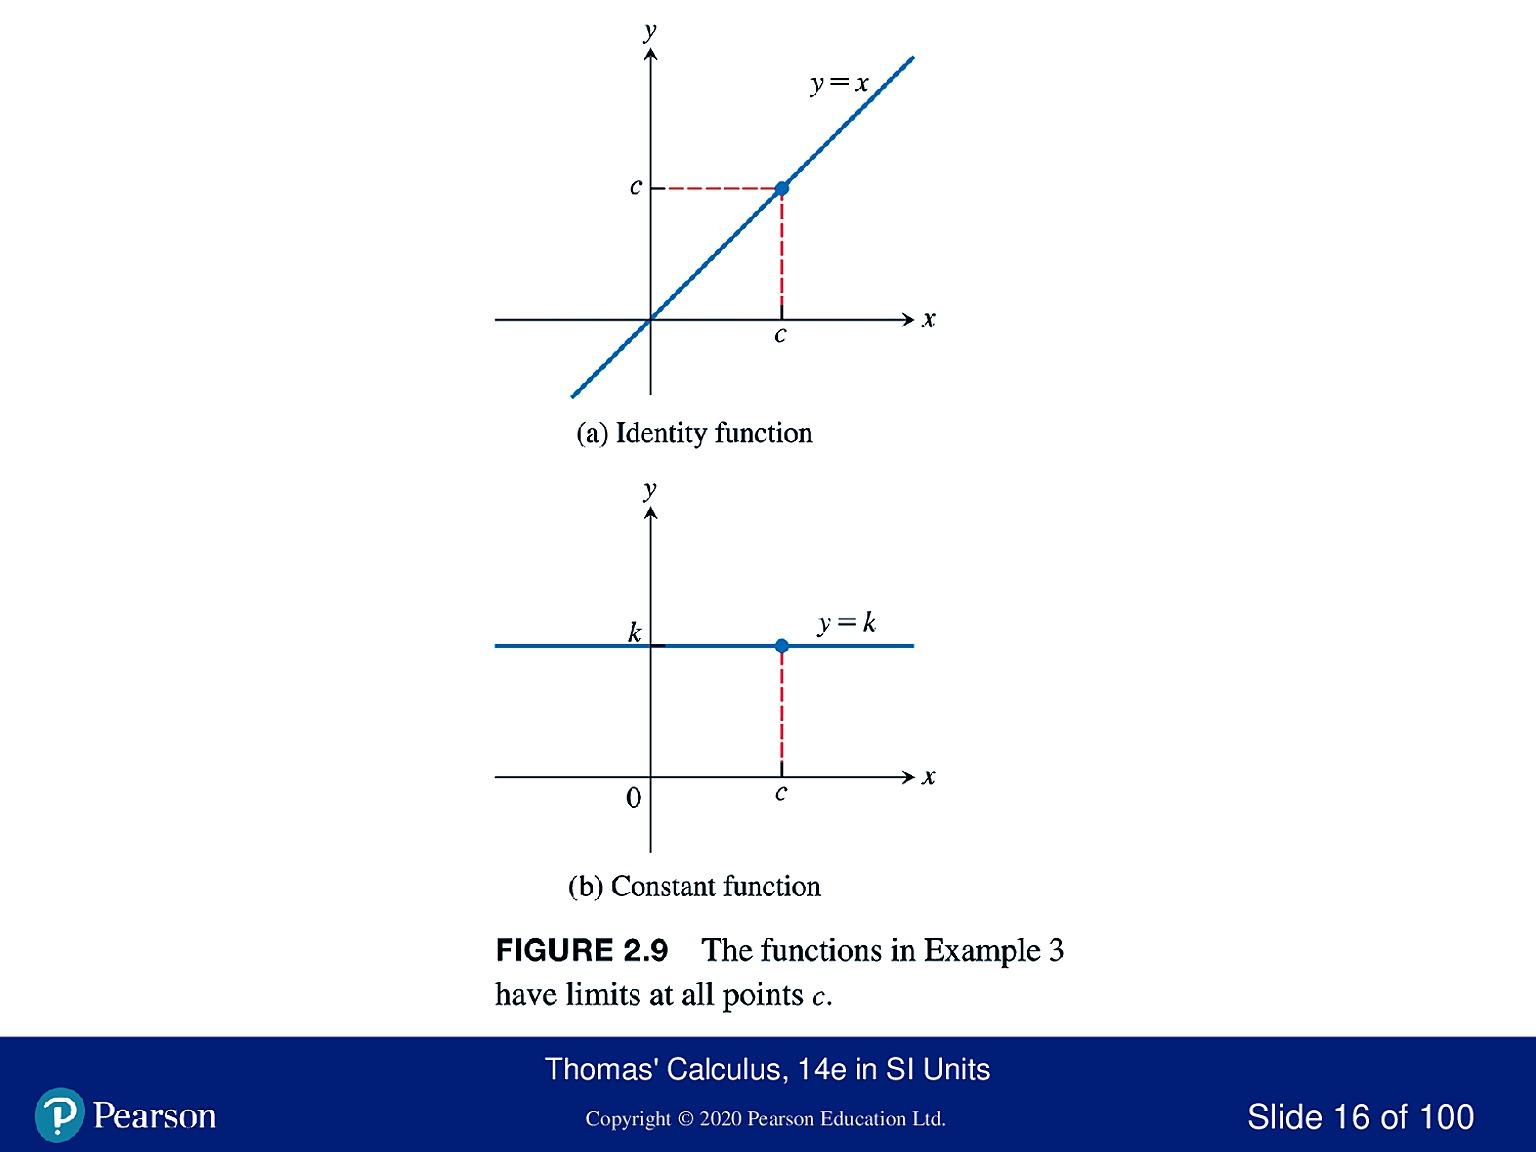 y
y = x
c
x
c
(a) Identity function
y
k
y = k
x
0
c
(b) Constant function
FIGURE 2.9 The functions in Example 3
have limits at all points c.
Thomas' Calculus, 14e in SI Units
Pearson
Copyright © 2020 Pearson Education Ltd.
Slide 16 of 100